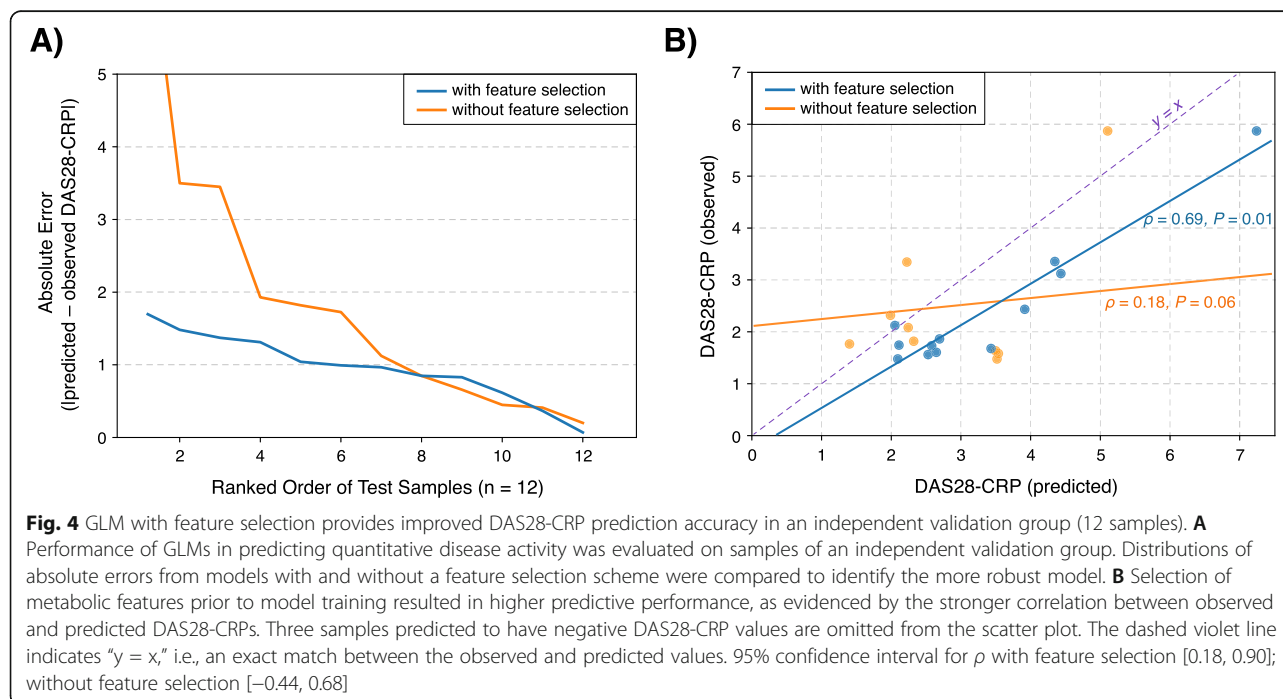 A)
5
4
3
2
1
0
2
4
6
8
10
12
with feature selection
without feature selection
Absolute Error
(lpredicted – observed DAS28-CRPl)
Ranked Order of Test Samples (n = 12)
B)
7
6
5
4
3
2
1
0
0
1
2
3
4
5
6
7
with feature selection
without feature selection
y = x
ρ = 0.69, P = 0.01
ρ = 0.18, P = 0.06
DAS28-CRP (observed)
DAS28-CRP (predicted)
Fig. 4 GLM with feature selection provides improved DAS28-CRP prediction accuracy in an independent validation group (12 samples). A
Performance of GLMs in predicting quantitative disease activity was evaluated on samples of an independent validation group. Distributions of
absolute errors from models with and without a feature selection scheme were compared to identify the more robust model. B Selection of
metabolic features prior to model training resulted in higher predictive performance, as evidenced by the stronger correlation between observed
and predicted DAS28-CRPs. Three samples predicted to have negative DAS28-CRP values are omitted from the scatter plot. The dashed violet line
indicates “y = x,” i.e., an exact match between the observed and predicted values. 95% confidence interval for ρ with feature selection [0.18, 0.90];
without feature selection [−0.44, 0.68]